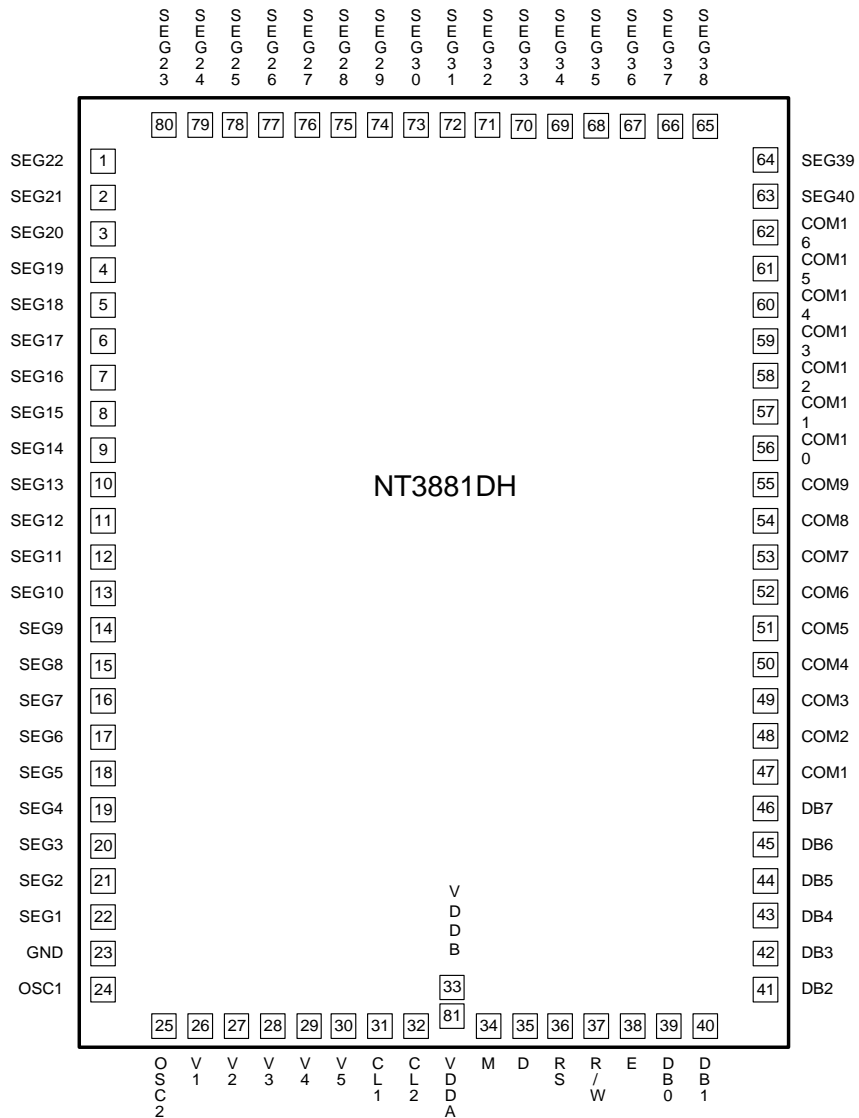 SEG23 SEG24 SEG25 SEG26 SEG27 SEG28 SEG29 SEG30 SEG31 SEG32 SEG33 SEG34 SEG35 SEG36 SEG37 SEG38
80 79 78 77 76 75 74 73 72 71 70 69 68 67 66 65
SEG22 1 64 SEG39
SEG21 2 63 SEG40
SEG20 3 62 COM16
SEG19 4 61 COM15
SEG18 5 60 COM14
SEG17 6 59 COM13
SEG16 7 58 COM12
SEG15 8 57 COM11
SEG14 9 56 COM10
SEG13 10 NT3881DH 55 COM9
SEG12 11 54 COM8
SEG11 12 53 COM7
SEG10 13 52 COM6
SEG9 14 51 COM5
SEG8 15 50 COM4
SEG7 16 49 COM3
SEG6 17 48 COM2
SEG5 18 47 COM1
SEG4 19 46 DB7
SEG3 20 45 DB6
SEG2 21 44 DB5
SEG1 22 VDDB 43 DB4
GND 23 42 DB3
OSC1 24 33 41 DB2
25 26 27 28 29 30 31 32 81 34 35 36 37 38 39 40
OSC2 V1 V2 V3 V4 V5 CL1 CL2 VDDA M D RS R/W E DB0 DB1